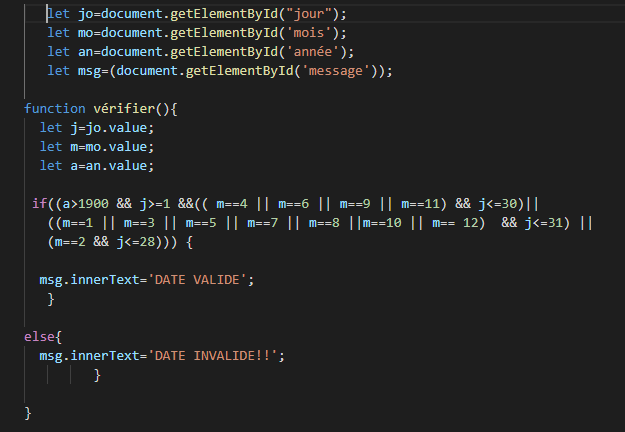 let jo=document.getElementById("jour");
let mo=document.getElementById('mois');
let an=document.getElementById('année');
let msg=(document.getElementById('message'));
function vérifier(){
let j=jo.value;
let m=mo.value;
let a=an.value;
if((a>1900 && j>=1 &&(( m==4 || m==6 || m==9 || m==11) && j<=30)||
((m==1 || m==3 || m==5 || m==7 || m==8 ||m==10 || m== 12)  && j<=31) ||
(m==2 && j<=28))) {
msg.innerText='DATE VALIDE';
}
else{
msg.innerText='DATE INVALIDE!!';
}
}